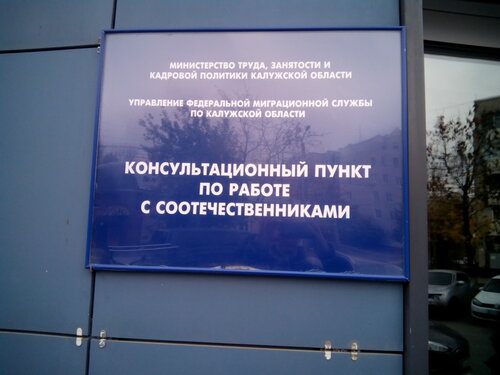 МИНИСТЕРСТВО ТРУДА, ЗАНЯТОСТИ И
КАДРОВОЙ ПОЛИТИКИ КАЛУЖСКОЙ ОБЛАСТИ
УПРАВЛЕНИЕ ФЕДЕРАЛЬНОЙ МИГРАЦИОННОЙ СЛУЖБЫ
ПО КАЛУЖСКОЙ ОБЛАСТИ
КОНСУЛЬТАЦИОННЫЙ ПУНКТ
ПО РАБОТЕ
С СООТЕЧЕСТВЕННИКАМИ